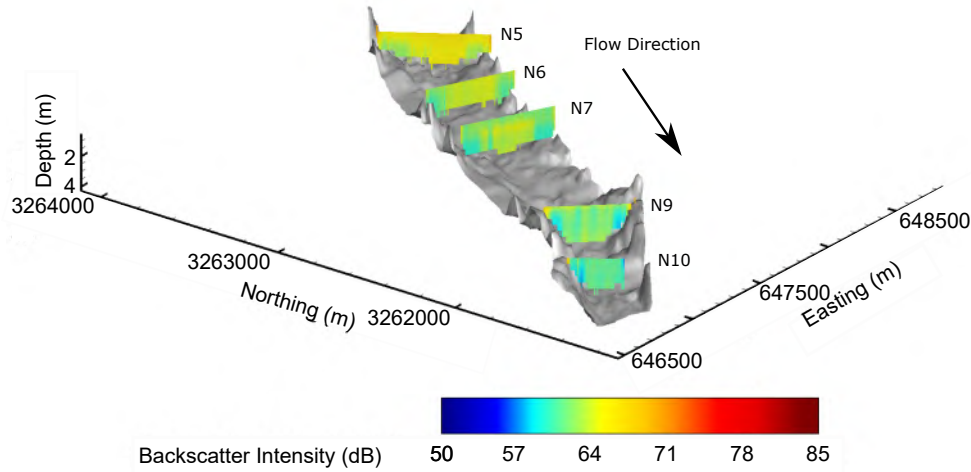 N5
N6
N7
N9
N10
Flow Direction
Depth (m)
2
4
3264000
3263000
3262000
Northing (m)
646500
647500
648500
Easting (m)
Backscatter Intensity (dB)
50 57 64 71 78 85